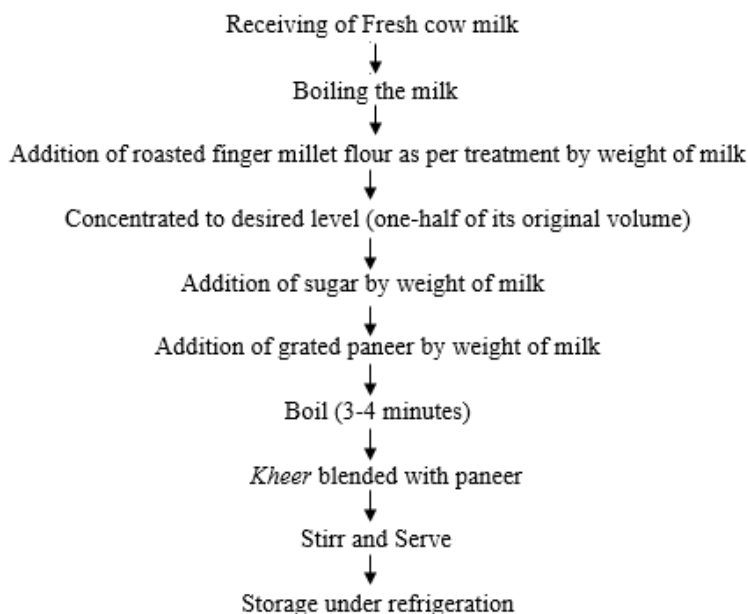 Receiving of Fresh cow milk
Boiling the milk
Addition of roasted finger millet flour as per treatment by weight of milk
Concentrated to desired level (one-half of its original volume)
Addition of sugar by weight of milk
Addition of grated paneer by weight of milk
Boil (3-4 minutes)
Kheer blended with paneer
Stirr and Serve
Storage under refrigeration